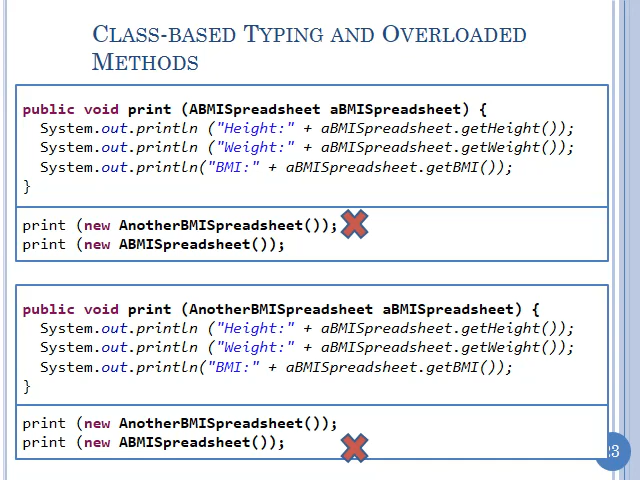 CLASS-BASED TYPING AND OVERLOADED
METHODS
public void print (ABMISpreadsheet aBMISpreadsheet) {
System.out.println ("Height:" + aBMISpreadsheet.getHeight());
System.out.println ("Weight:" + aBMISpreadsheet.getWeight());
System.out.println("BMI:" + aBMISpreadsheet.getBMI());
}
print (new AnotherBMISpreadsheet());
print (new ABMISpreadsheet());
public void print (AnotherBMISpreadsheet aBMISpreadsheet) {
System.out.println ("Height:" + aBMISpreadsheet.getHeight());
System.out.println ("Weight:" + aBMISpreadsheet.getWeight());
System.out.println("BMI:" + aBMISpreadsheet.getBMI());
}
print (new AnotherBMISpreadsheet());
print (new ABMISpreadsheet());
23